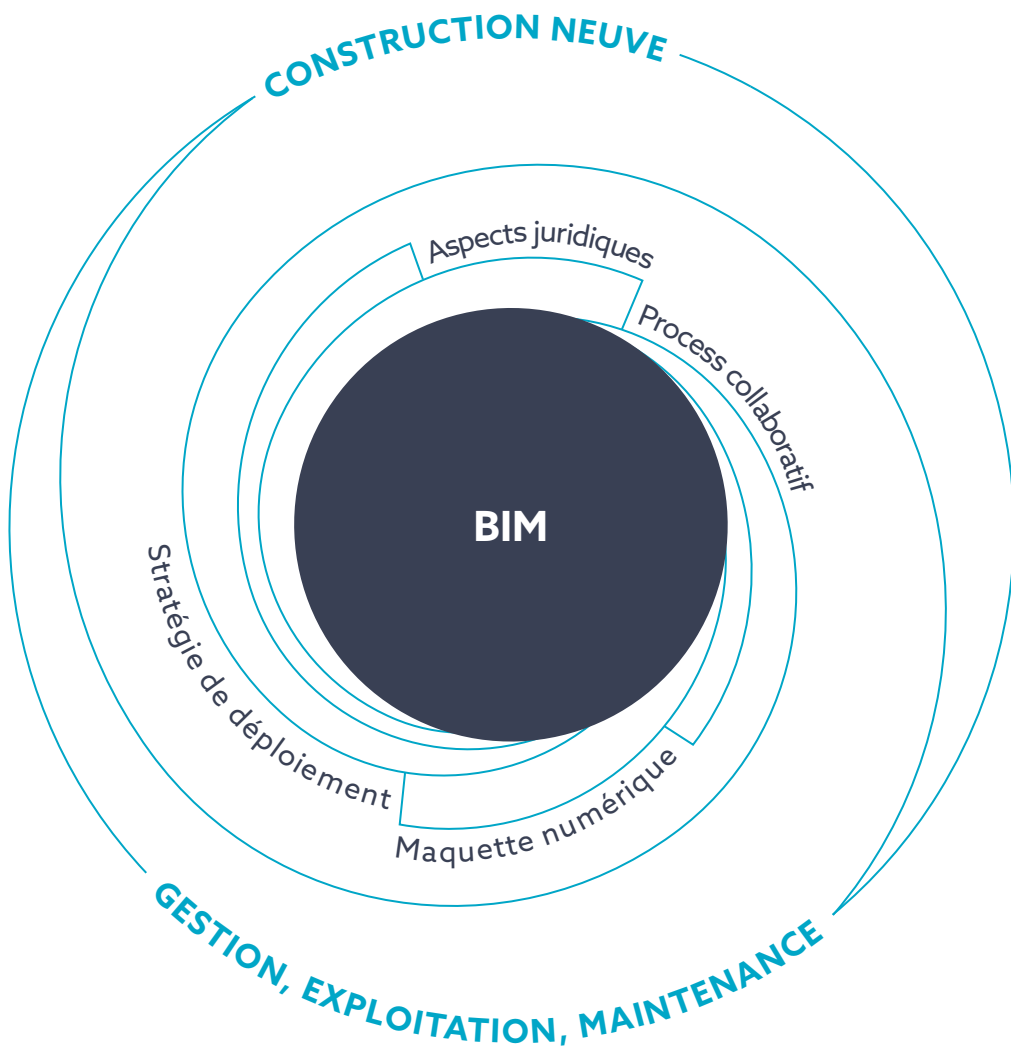 CONSTRUCTION NEUVE
Aspects juridiques
Process collaboratif
BIM
Stratégie de déploiement
Maquette numérique
GESTION, EXPLOITATION, MAINTENANCE